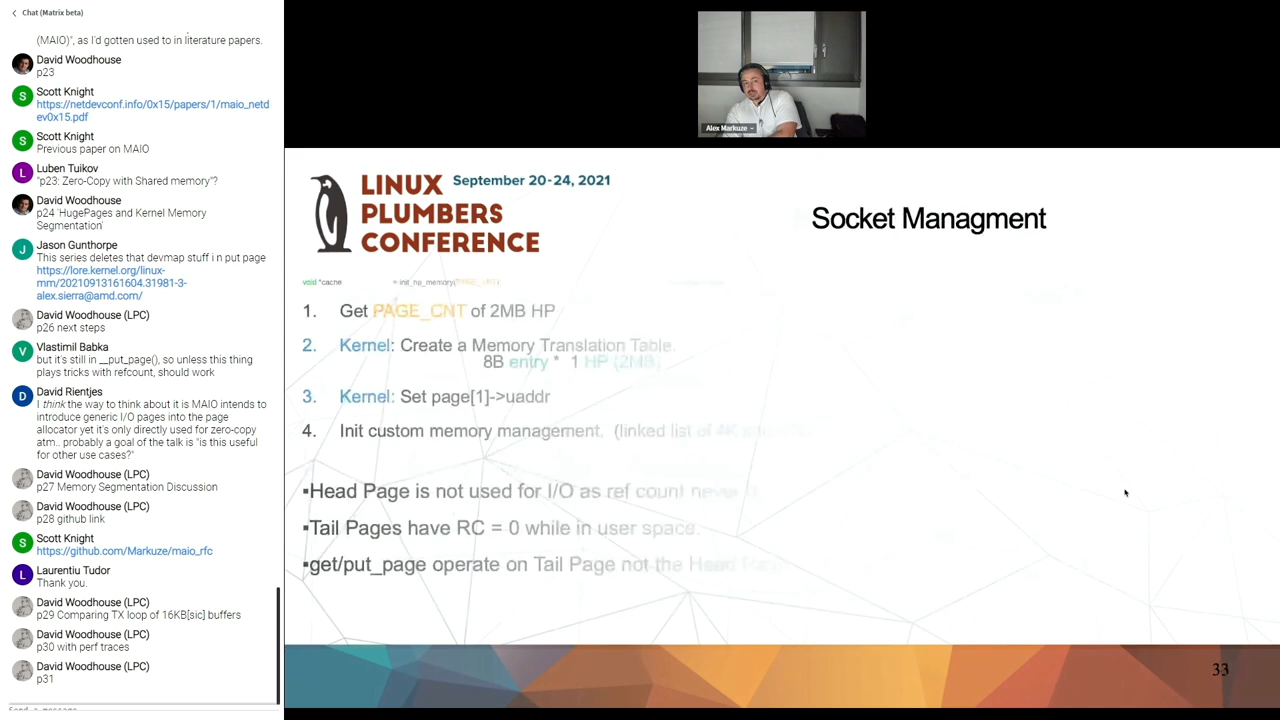 Chat (Matrix beta)
(MAIO)", as I'd gotten used to in literature papers.
David Woodhouse
p23
S
Scott Knight
https://netdevconf.info/0x15/papers/1/maio_netd
ev0x15.pdf
S
Scott Knight
Previous paper on MAIO
L
Luben Tuikov
"p23: Zero-Copy with Shared memory"?
David Woodhouse
p24 'HugePages and Kernel Memory
Segmentation'
J
Jason Gunthorpe
This series deletes that devmap stuff i n put page
https://lore.kernel.org/linux-
mm/20210913161604.31981-3-
alex.sierra@amd.com/
David Woodhouse (LPC)
p26 next steps
V
Vlastimil Babka
but it's still in __put_page(), so unless this thing
plays tricks with refcount, should work
D
David Rientjes
I think the way to think about it is MAIO intends to
introduce generic I/O pages into the page
allocator yet it's only directly used for zero-copy
atm.. probably a goal of the talk is "is this useful
for other use cases?"
David Woodhouse (LPC)
p27 Memory Segmentation Discussion
David Woodhouse (LPC)
p28 github link
S
Scott Knight
https://github.com/Markuze/maio_rfc
L
Laurentiu Tudor
Thank you.
David Woodhouse (LPC)
p29 Comparing TX loop of 16KB[sic] buffers
David Woodhouse (LPC)
p30 with perf traces
David Woodhouse (LPC)
p31
Send a message
Alex Markuze
LINUX
PLUMBERS
CONFERENCE
September 20-24, 2021
Socket Managment
void *cache = init_hp_memory(PAGE_CNT);
1. Get PAGE_CNT of 2MB HP
2. Kernel: Create a Memory Translation Table.
8B entry * 1 HP (2MB)
3. Kernel: Set page[1]->uaddr
4. Init custom memory management, (linked list of 4K
▪Head Page is not used for I/O as ref count never
▪Tail Pages have RC = 0 while in user space.
▪get/put_page operate on Tail Page not the Head
33